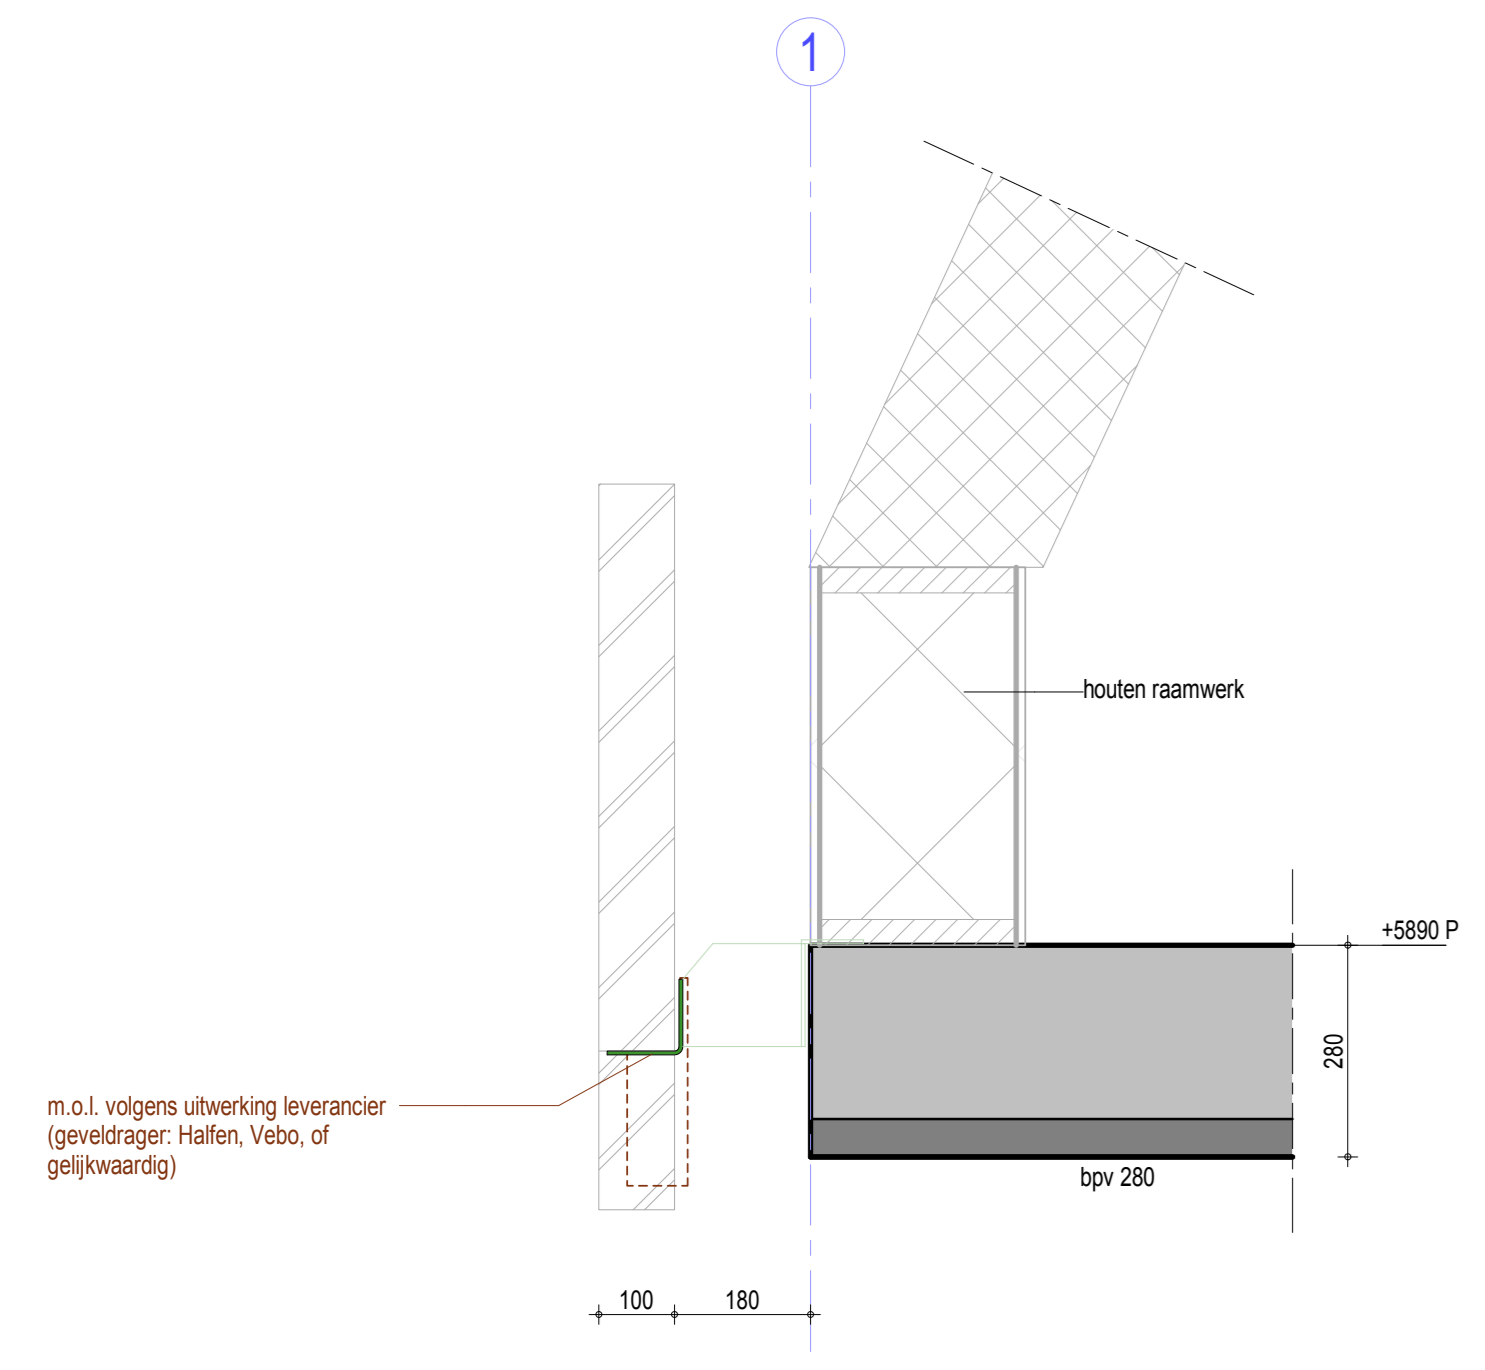 1
houten raamwerk
+5890 P
280
m.o.l. volgens uitwerking leverancier
(geveldrager: Halfen, Vebo, of
gelijkwaardig)
bpv 280
100
180